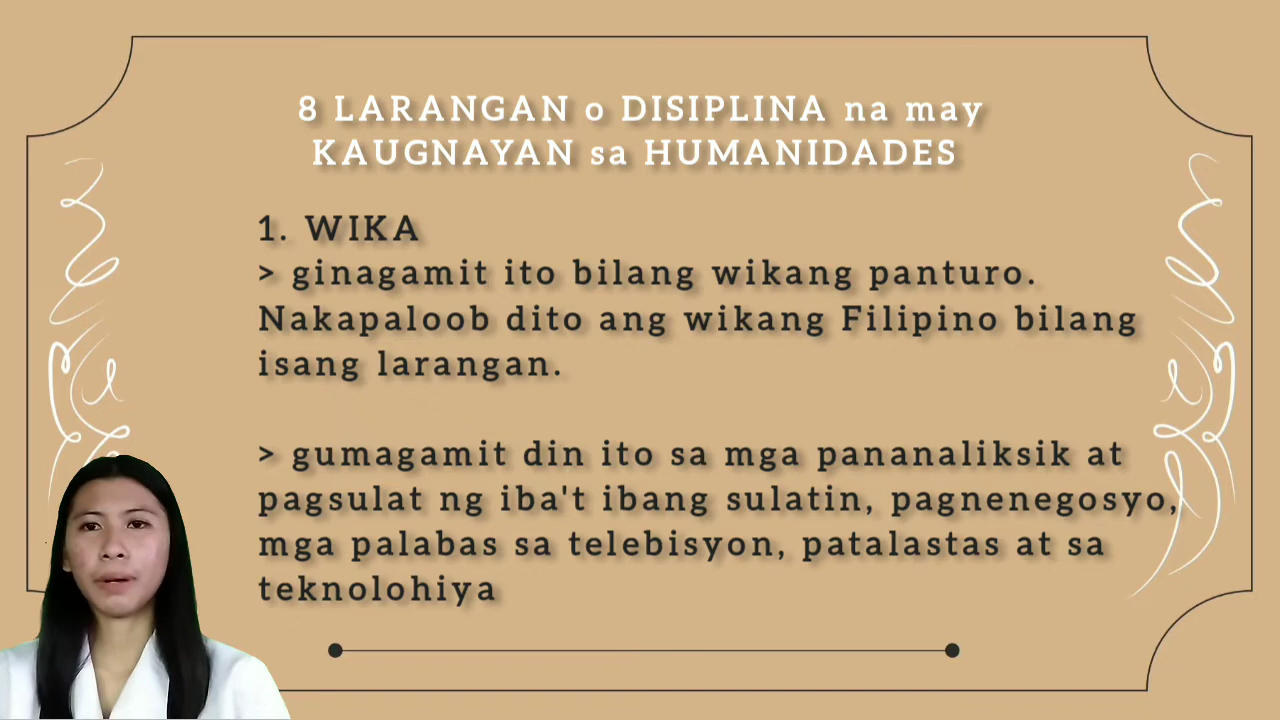 8 LARANGAN o DISIPLINA na may
KAUGNAYAN sa HUMANIDADES
1. WIKA
> ginagamit ito bilang wikang panturo.
Nakapaloob dito ang wikang Filipino bilang
isang larangan.
> gumagamit din ito sa mga pananaliksik at
pagsulat ng iba't ibang sulatin, pagnenegosyo,
mga palabas sa telebisyon, patalastas at sa
teknolohiya